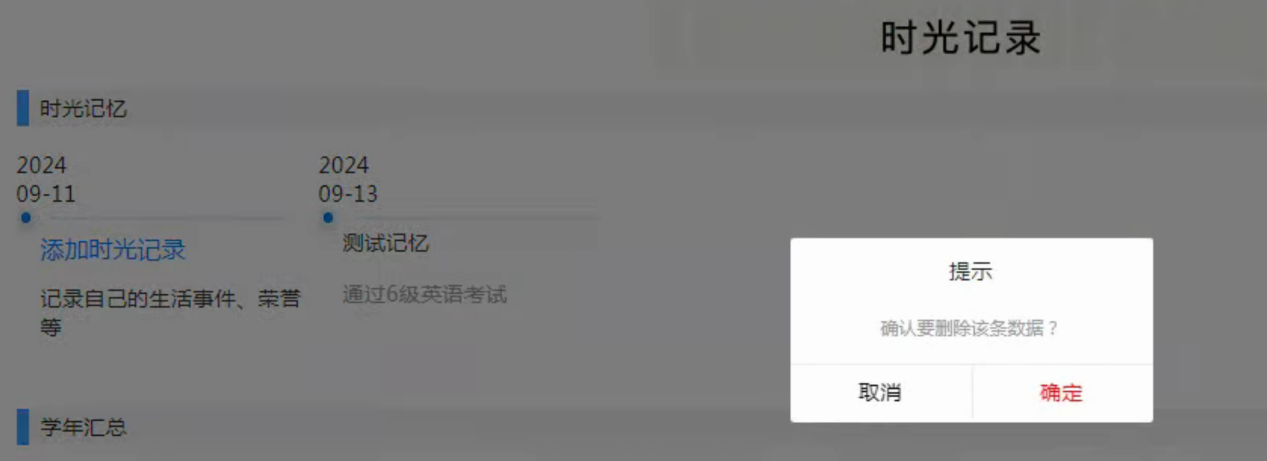 时光记录
时光记忆
2024
09-11
添加时光记录
记录自己的生活事件、荣誉
等
2024
09-13
测试记忆
通过6级英语考试
提示
确认要删除该条数据？
取消
确定
学年汇总